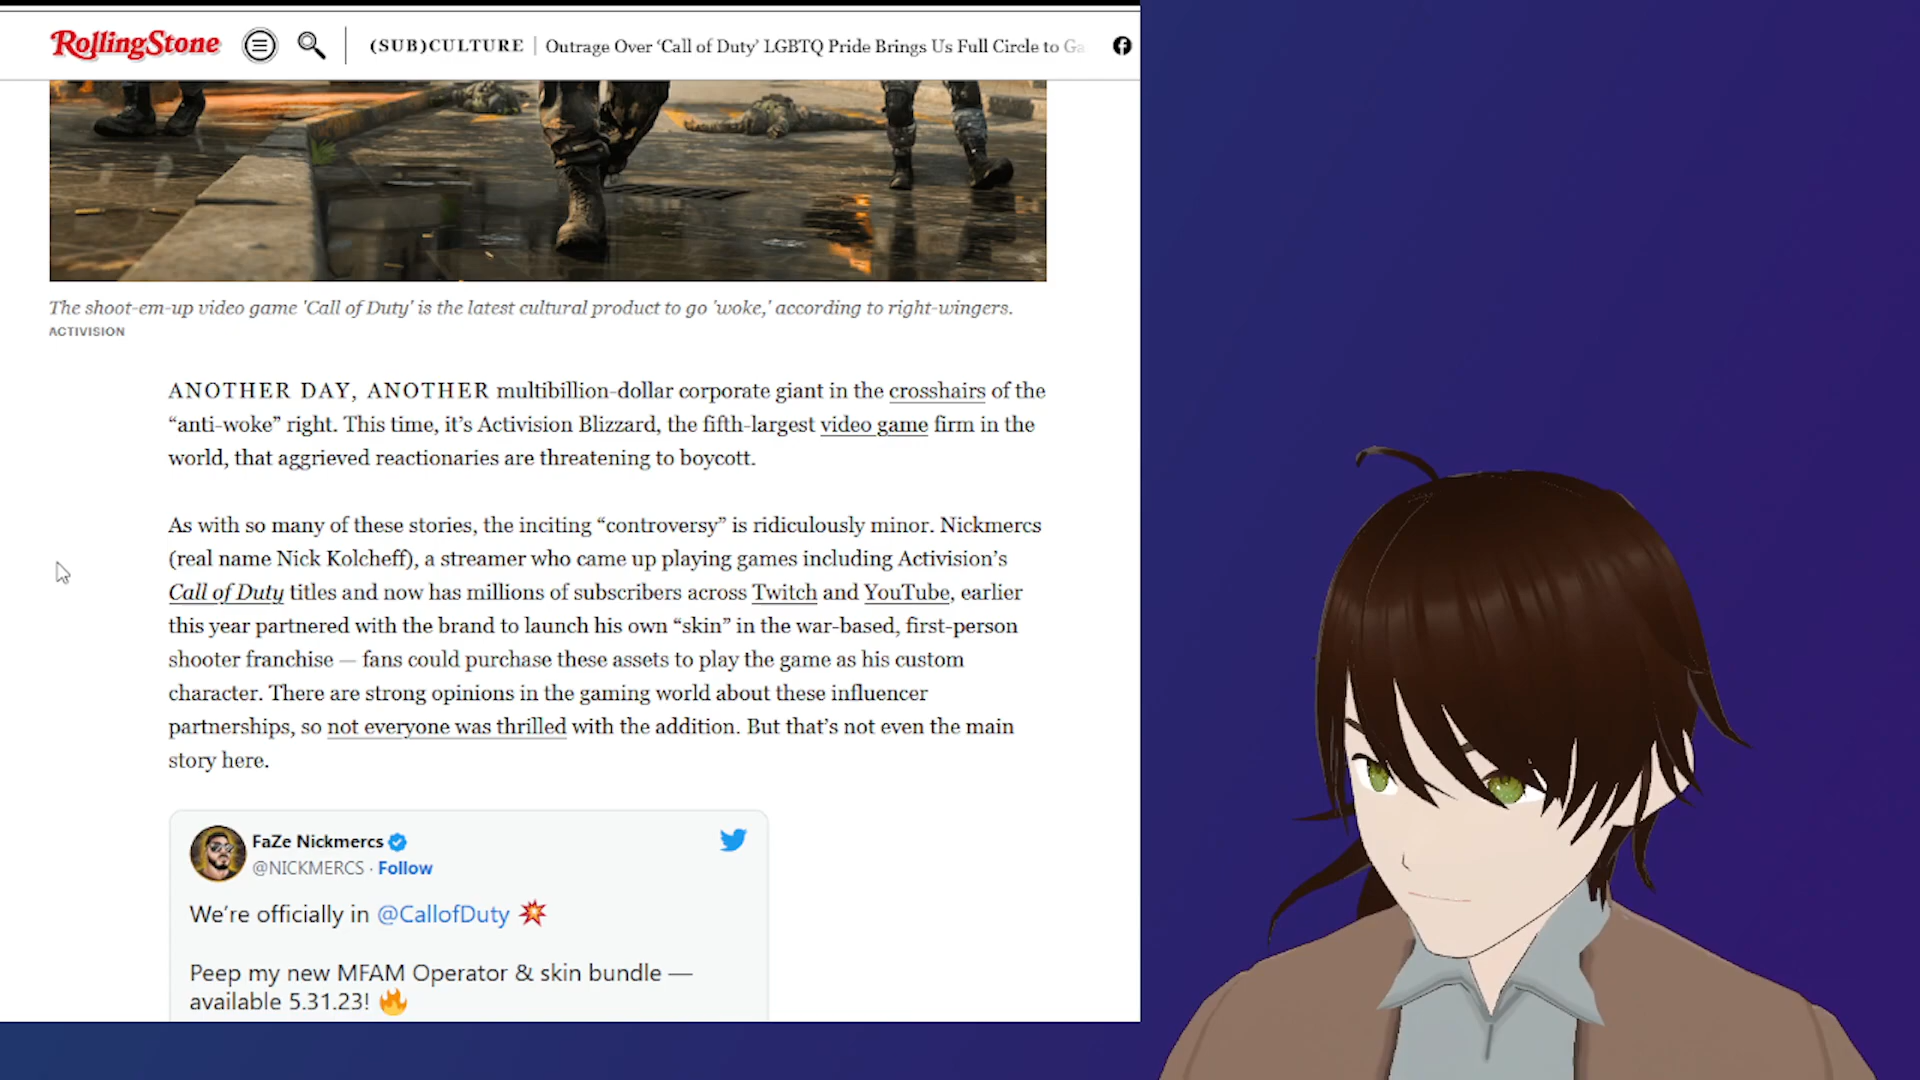 RollingStone
(SUB)CULTURE | Outrage Over ‘Call of Duty’ LGBTQ Pride Brings Us Full Circle to Ga
The shoot-em-up video game 'Call of Duty' is the latest cultural product to go 'woke,' according to right-wingers.
ACTIVISION
ANOTHER DAY, ANOTHER multibillion-dollar corporate giant in the crosshairs of the
“anti-woke” right. This time, it’s Activision Blizzard, the fifth-largest video game firm in the
world, that aggrieved reactionaries are threatening to boycott.
As with so many of these stories, the inciting “controversy” is ridiculously minor. Nickmercs
(real name Nick Kolcheff), a streamer who came up playing games including Activision’s
Call of Duty titles and now has millions of subscribers across Twitch and YouTube, earlier
this year partnered with the brand to launch his own “skin” in the war-based, first-person
shooter franchise — fans could purchase these assets to play the game as his custom
character. There are strong opinions in the gaming world about these influencer
partnerships, so not everyone was thrilled with the addition. But that’s not even the main
story here.
FaZe Nickmercs
@NICKMERCS · Follow
We’re officially in @CallofDuty 💥
Peep my new MFAM Operator & skin bundle —
available 5.31.23! 🔥